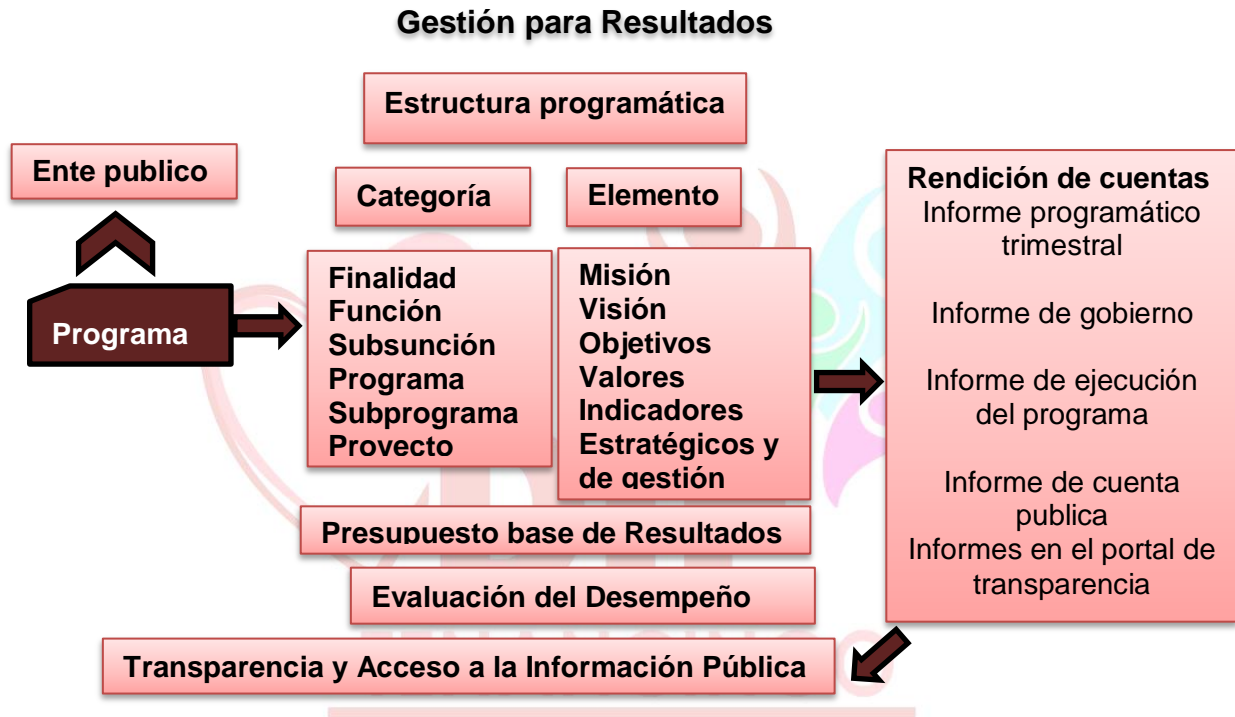 Gestión para Resultados
Estructura programática
Ente publico
Categoría
Elemento
Programa
Finalidad
Función
Subsunción
Programa
Subprograma
Proyecto
Misión
Visión
Objetivos
Valores
Indicadores
Estratégicos y
de gestión
Rendición de cuentas
Informe programático
trimestral
Informe de gobierno
Informe de ejecución
del programa
Informe de cuenta
publica
Informes en el portal de
transparencia
Presupuesto base de Resultados
Evaluación del Desempeño
Transparencia y Acceso a la Información Pública